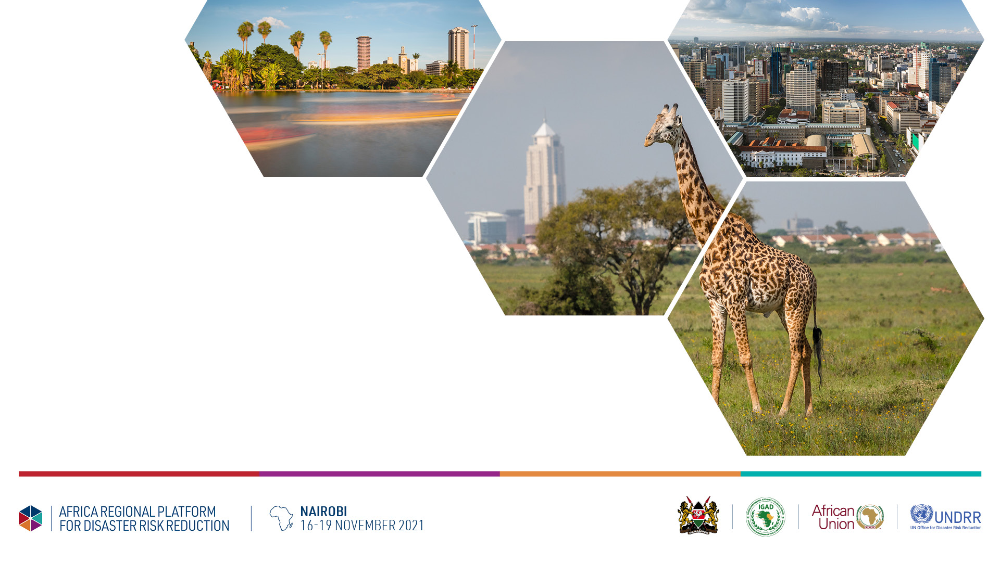 AFRICA REGIONAL PLATFORM
FOR DISASTER RISK REDUCTION
NAIROBI
16-19 NOVEMBER 2021
HARAMBEE
IGAD
African
Union
UNDRR
UN Office for Disaster Risk Reduction